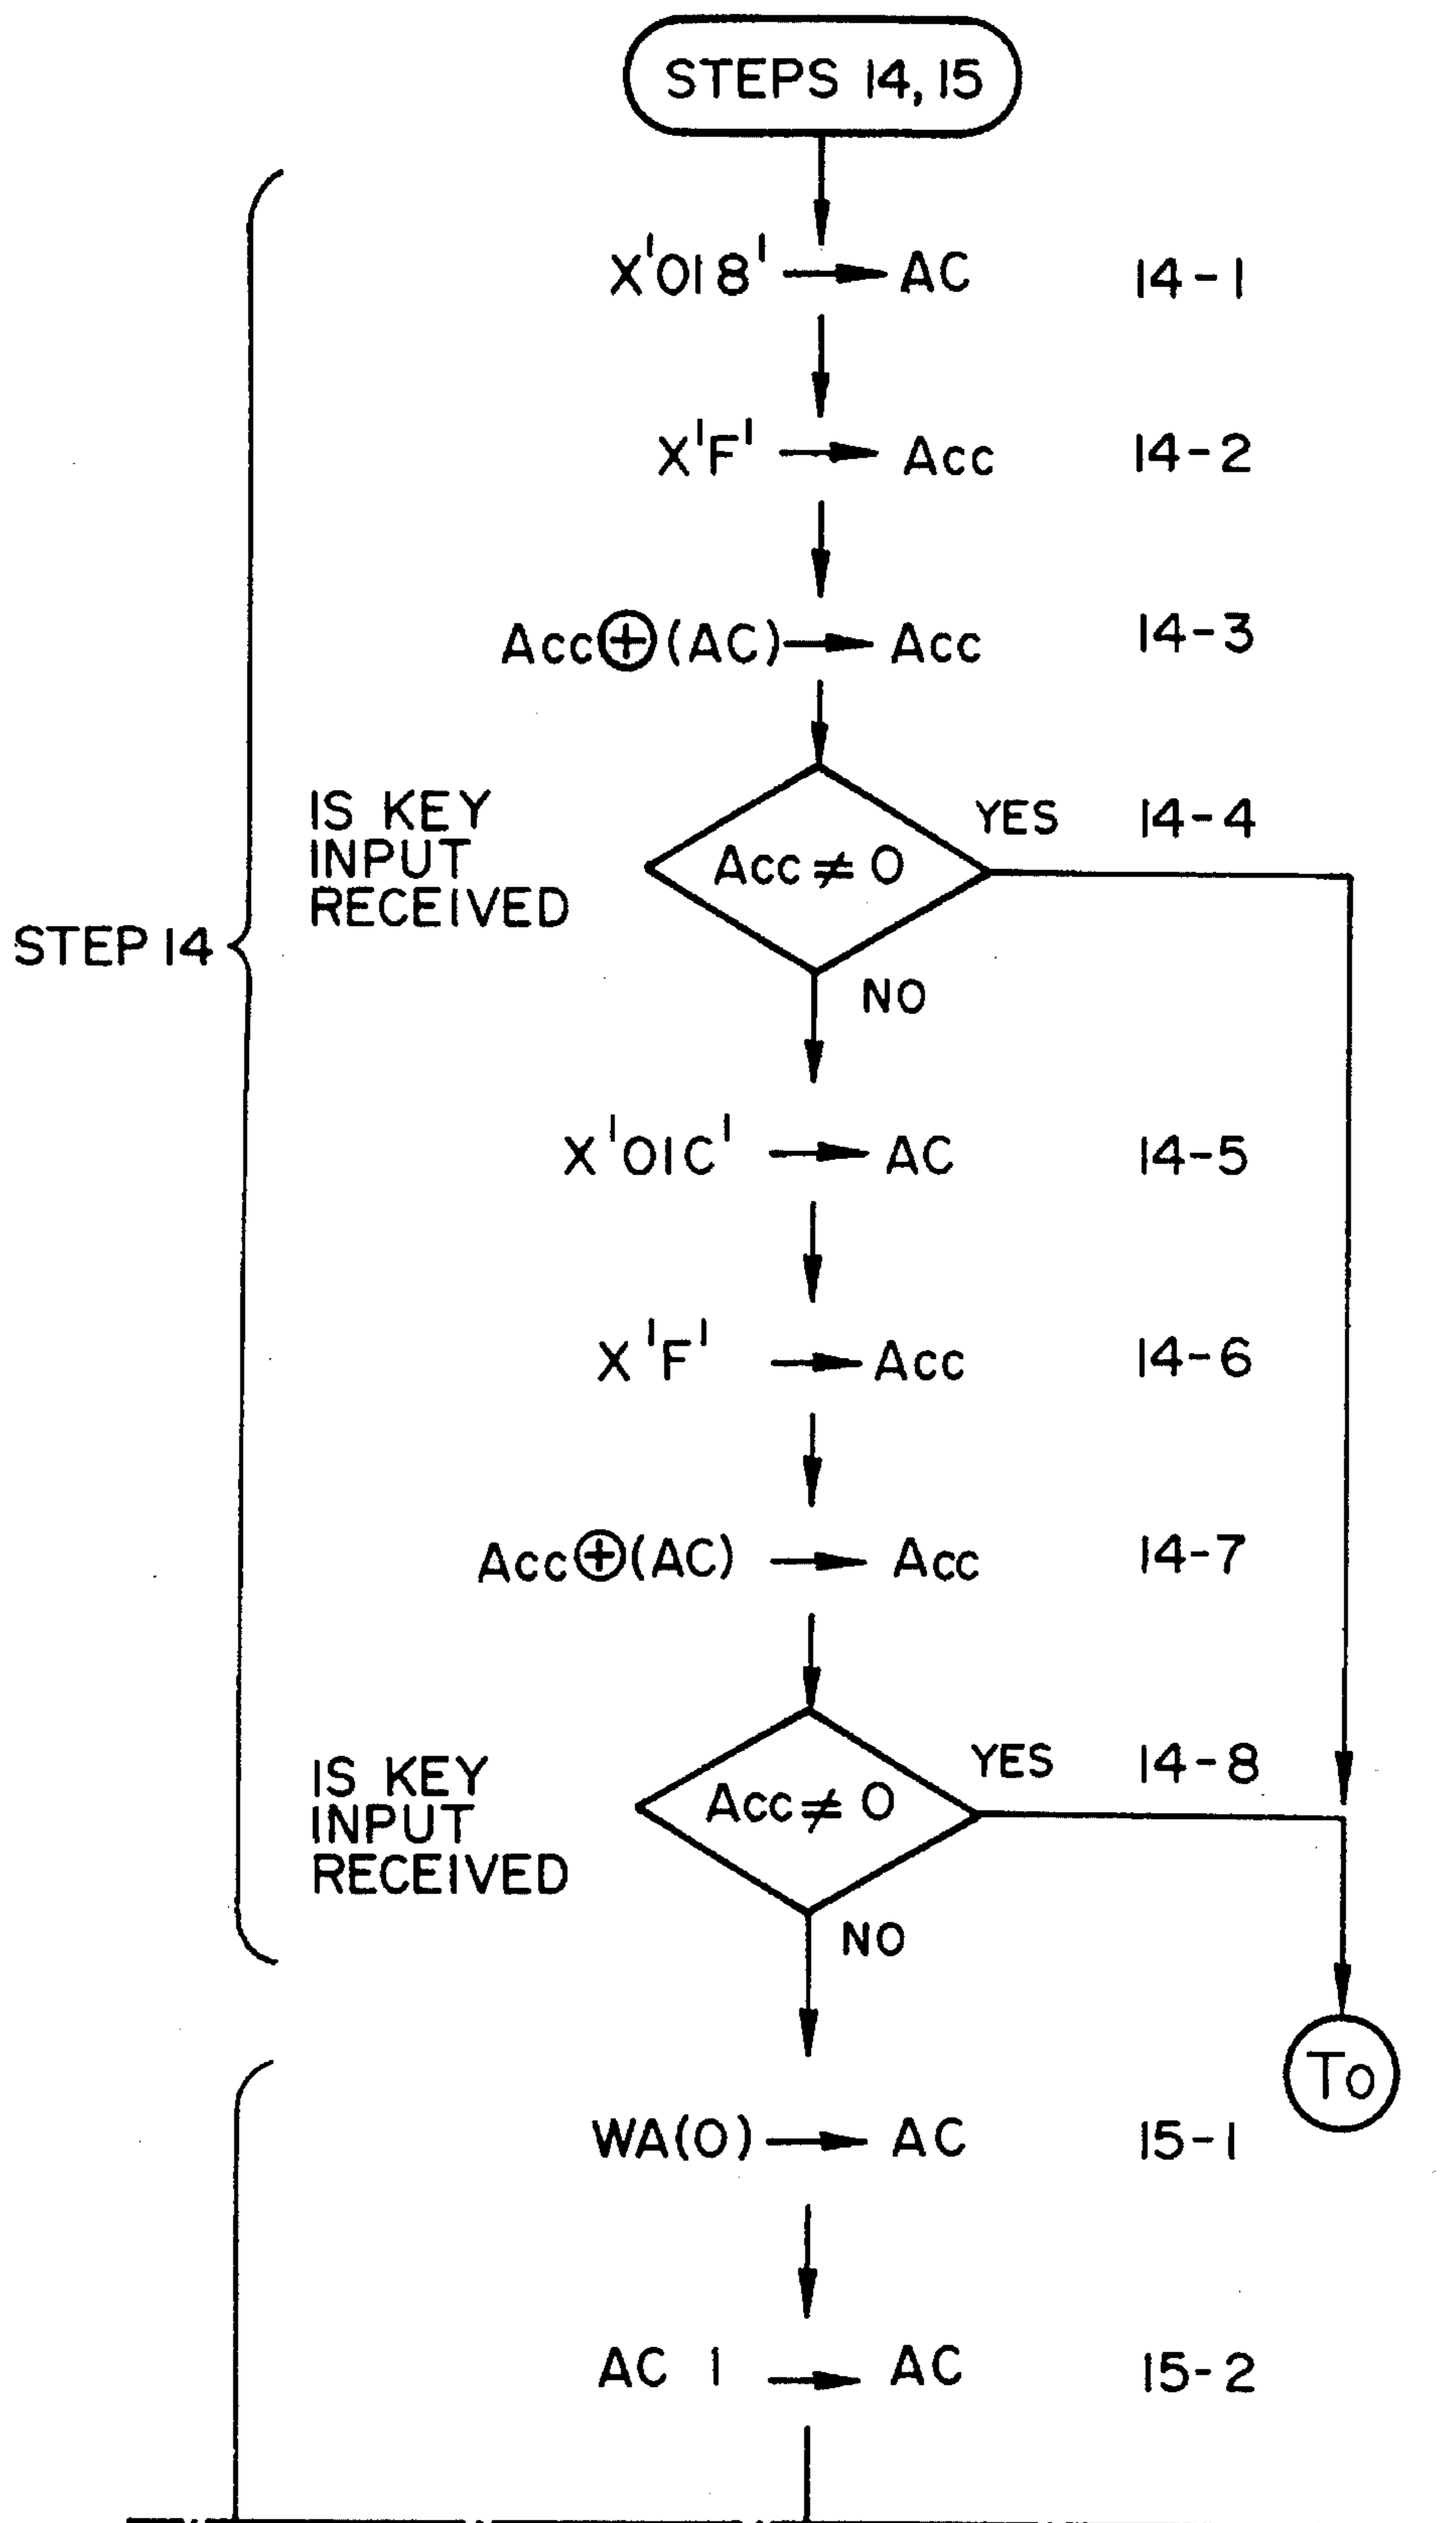 STEPS 14, 15
X'018' → AC 14-1
X'F' → Acc 14-2
Acc⊕(AC) → Acc 14-3
IS KEY
INPUT
RECEIVED
Acc ≠ 0
YES 14-4
STEP 14
NO
X'01C' → AC 14-5
X'F' → Acc 14-6
Acc⊕(AC) → Acc 14-7
IS KEY
INPUT
RECEIVED
Acc ≠ 0
YES 14-8
NO
To
WA(0) → AC 15-1
AC 1 → AC 15-2